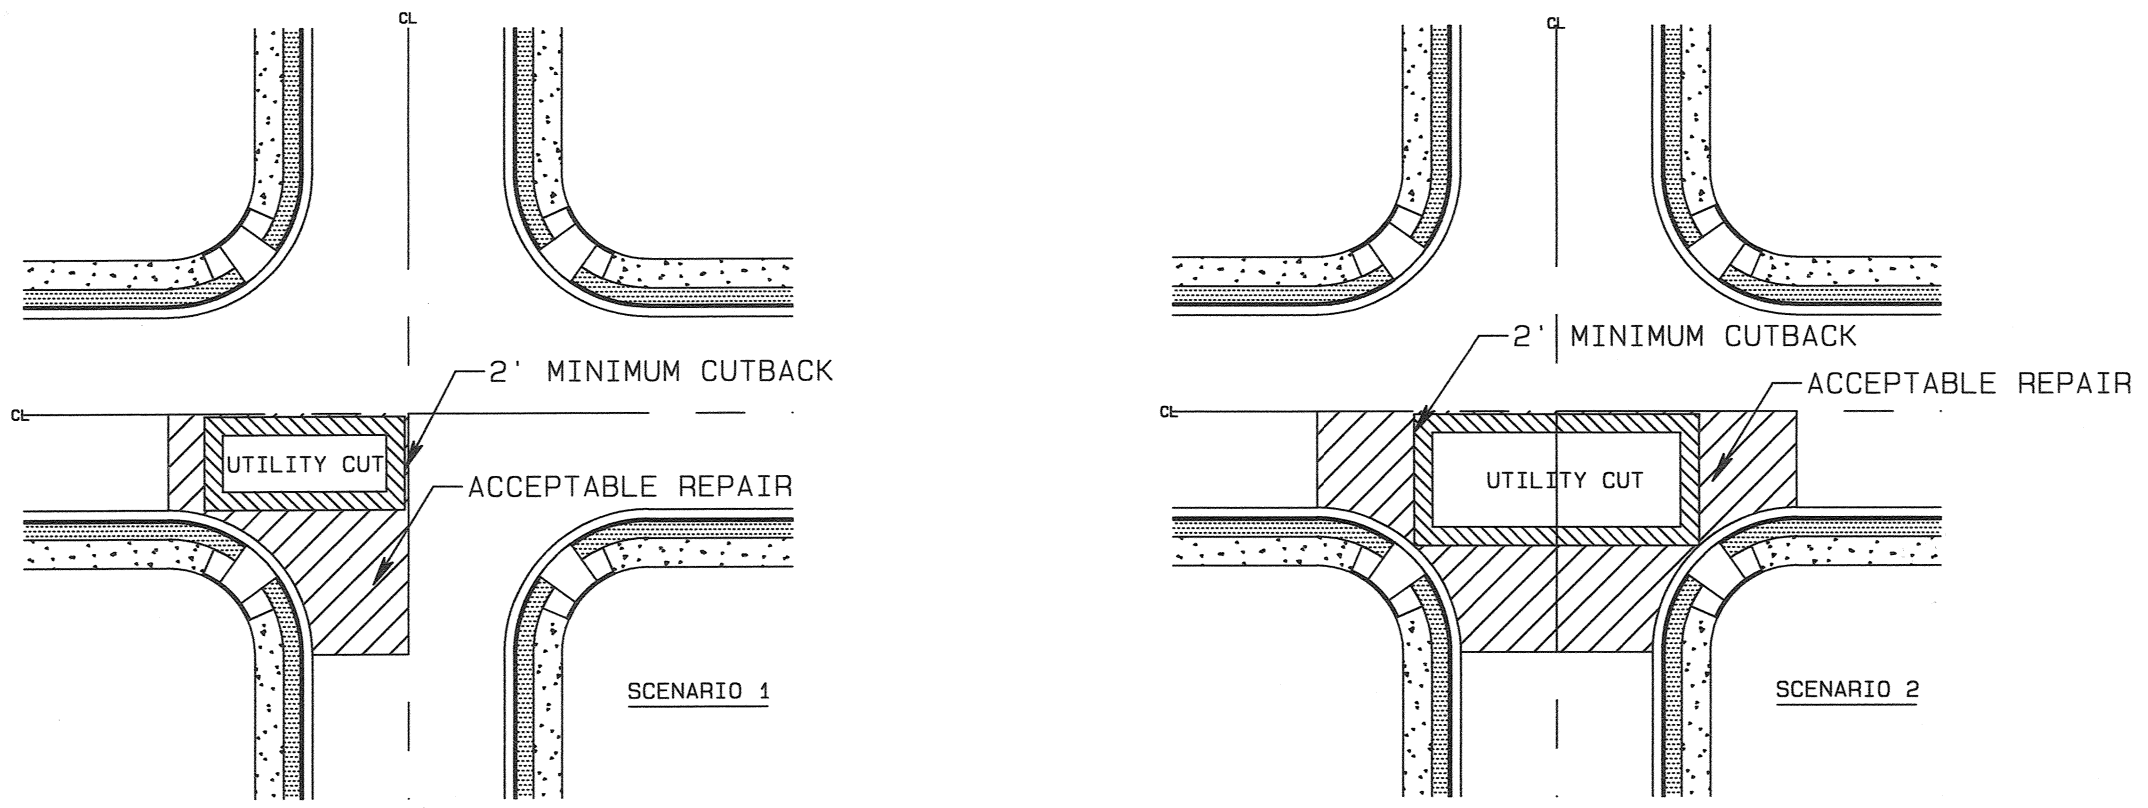 CL
2' MINIMUM CUTBACK
CL
UTILITY CUT
ACCEPTABLE REPAIR
SCENARIO 1
CL
2' MINIMUM CUTBACK
ACCEPTABLE REPAIR
CL
UTILITY CUT
SCENARIO 2